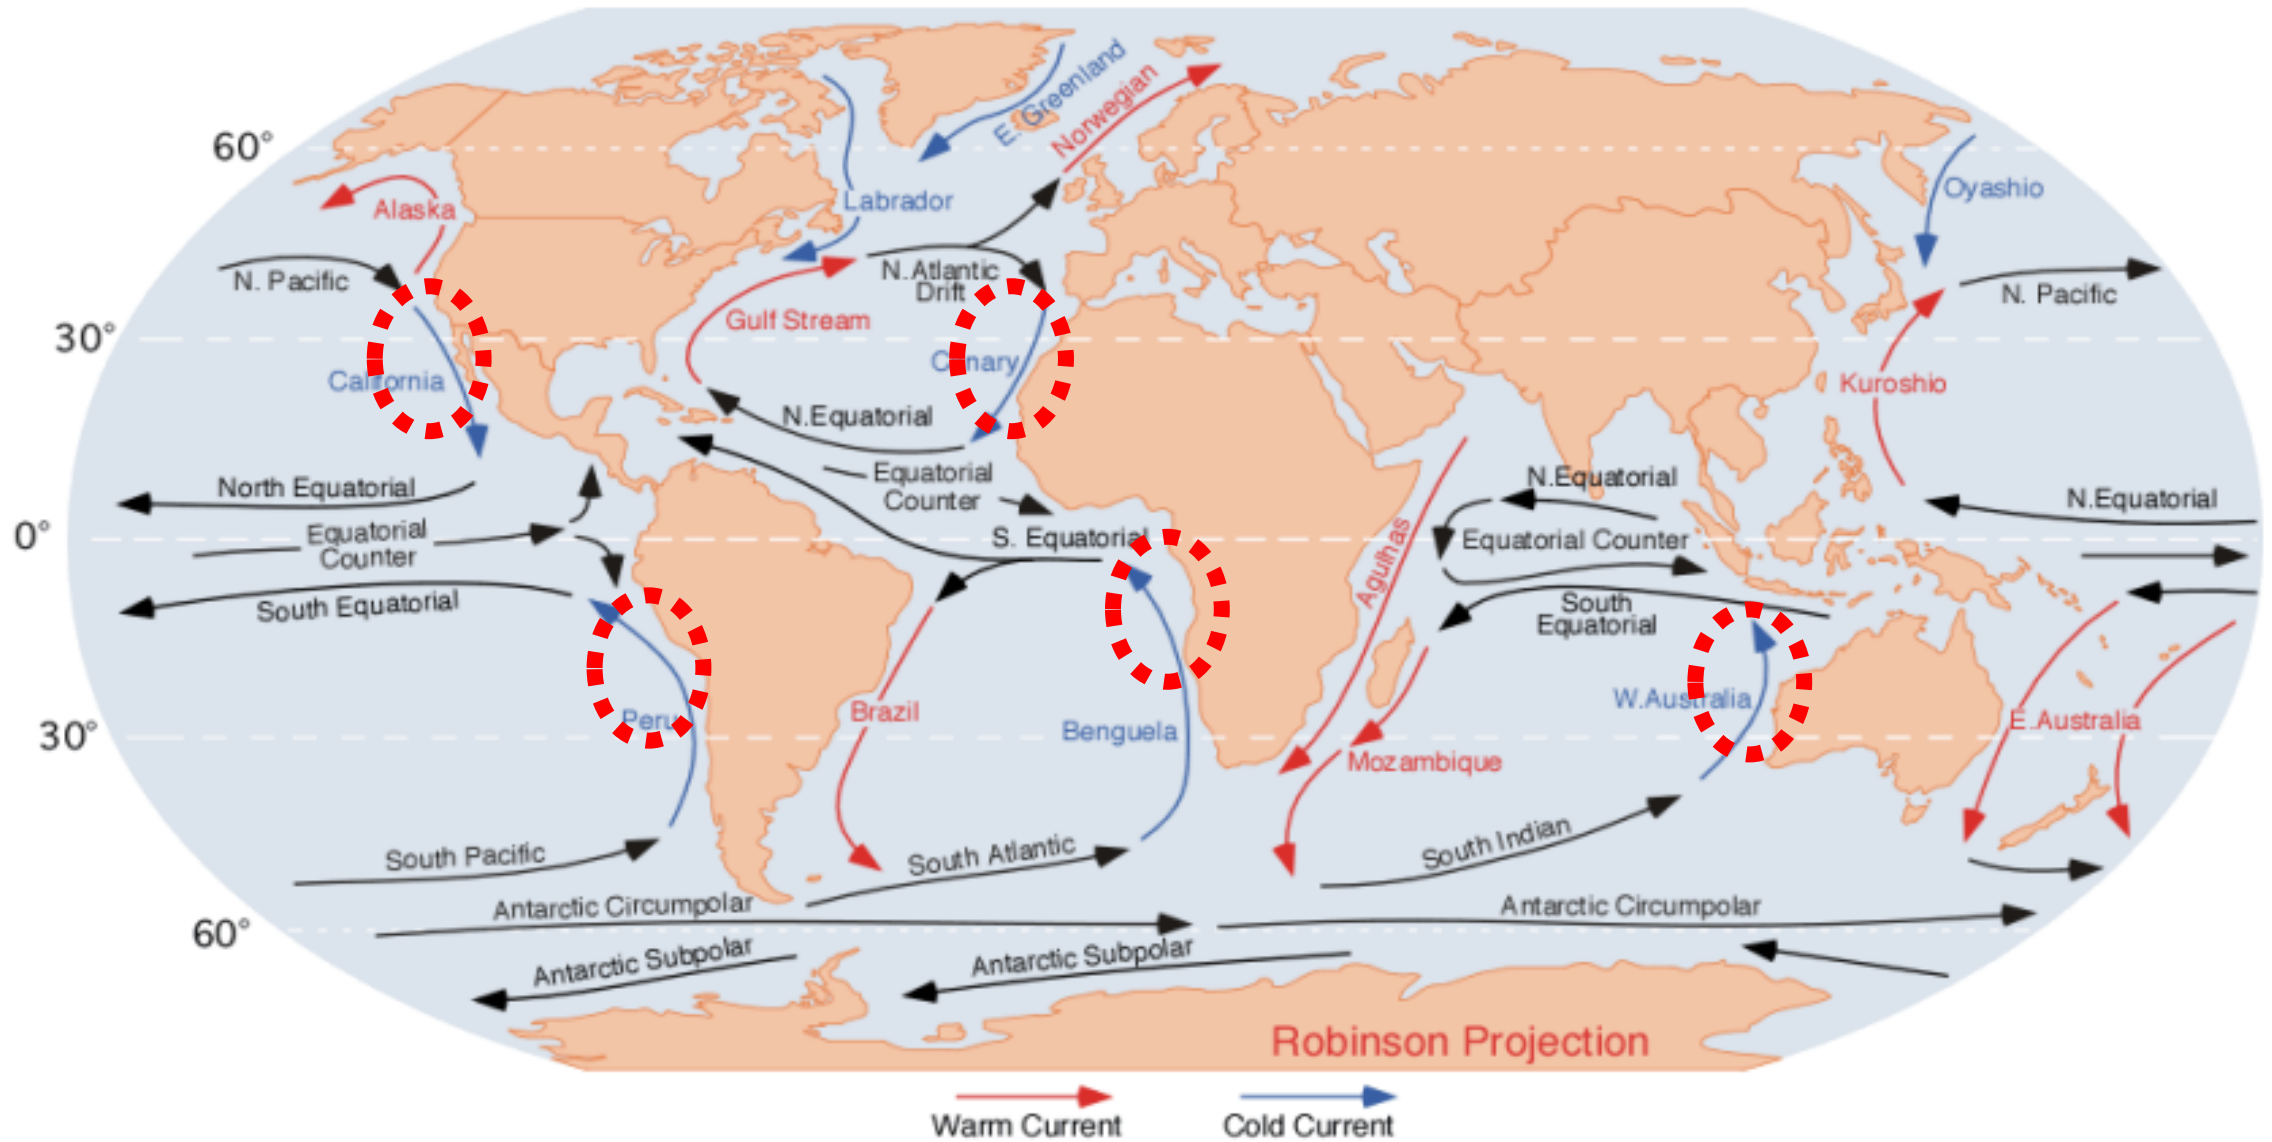 E. Greenland
Norwegian
60°
Labrador
Oyashio
Alaska
N. Pacific
N.Atlantic
Drift
N. Pacific
Gulf Stream
30°
Canary
California
Kuroshio
N.Equatorial
Equatorial
Counter
N.Equatorial
North Equatorial
N.Equatorial
0°
Equatorial
Counter
S. Equatorial
Equatorial Counter
Agulhas
South Equatorial
South
Equatorial
W.Australia
Peru
Brazil
Benguela
E.Australia
30°
Mozambique
South Pacific
South Atlantic
South Indian
Antarctic Circumpolar
Antarctic Circumpolar
60°
Antarctic Subpolar
Antarctic Subpolar
Robinson Projection
Warm Current
Cold Current